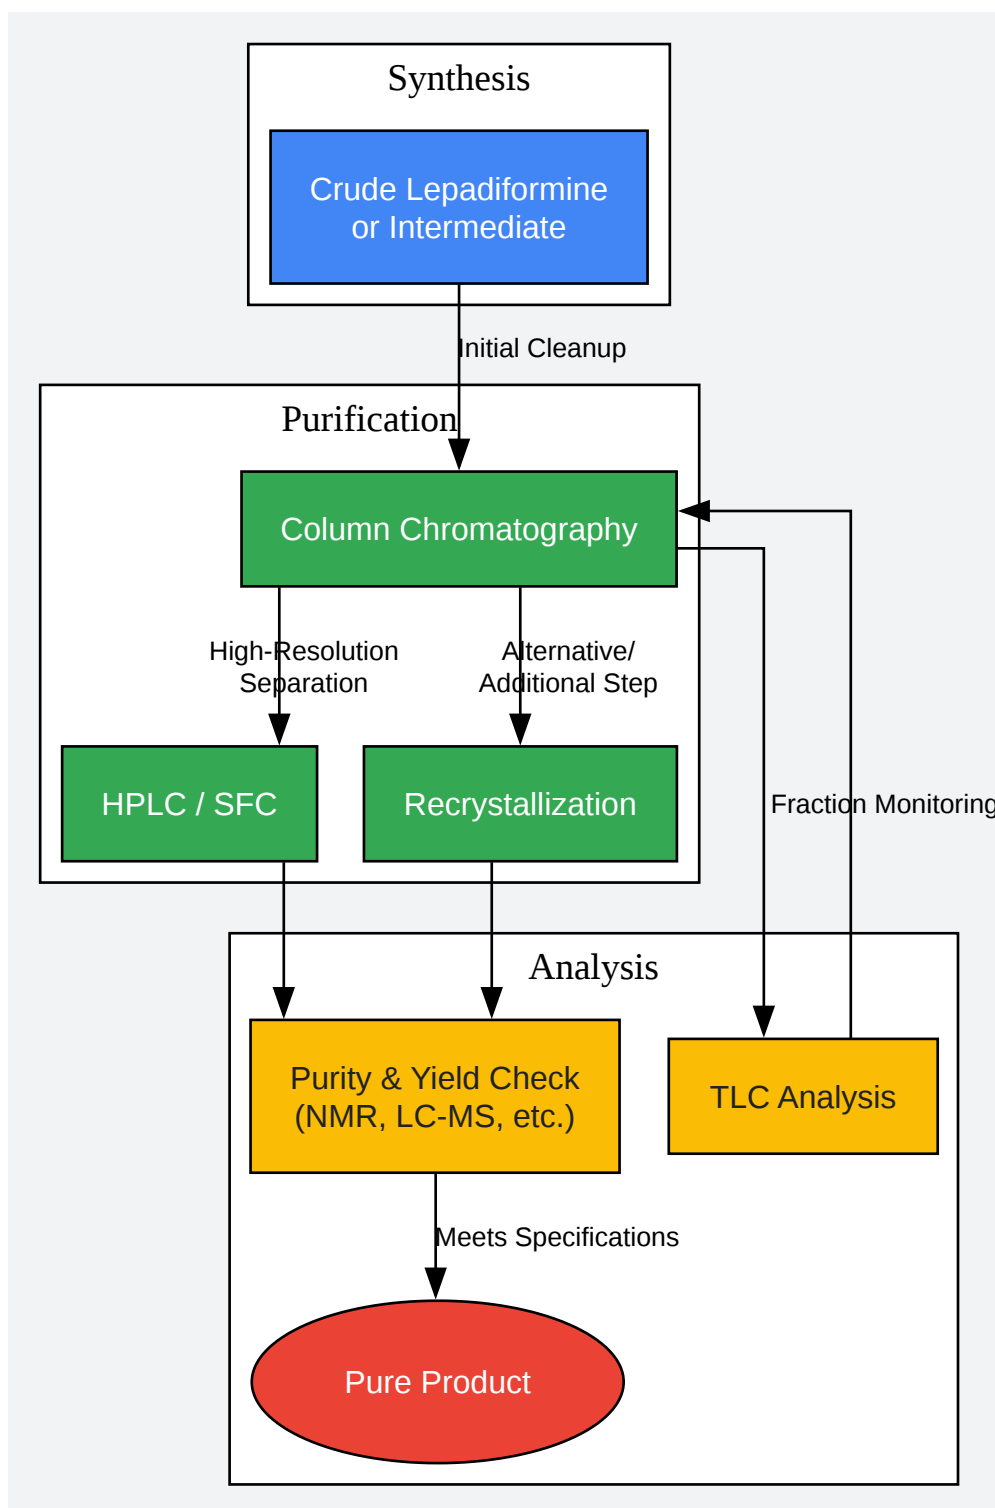 Synthesis
Crude Lepadiformine
or Intermediate
Initial Cleanup
Purification
Column Chromatography
High-Resolution
Separation
Alternative/
Additional Step
HPLC / SFC
Recrystallization
Fraction Monitoring
Analysis
Purity & Yield Check
(NMR, LC-MS, etc.)
TLC Analysis
Meets Specifications
Pure Product